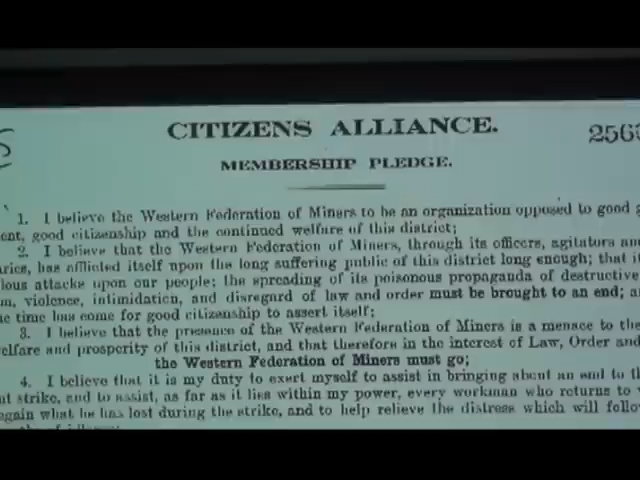 CITIZENS ALLIANCE.
MEMBERSHIP PLEDGE.
1. I believe the Western Federation of Miners to be an organization opposed to good g
ent, good citizenship and the continued welfare of this district;
2. I believe that the Western Federation of Miners, through its officers, agitators and
aries, has afflicted itself upon the long suffering public of this district long enough; that it
lous attacks upon our people; the spreading of its poisonous propaganda of destructive
m, violence, intimidation, and disregard of law and order must be brought to an end; a
e time has come for good citizenship to assert itself;
3. I believe that the presence of the Western Federation of Miners is a menace to the
elfare and prosperity of this district, and that therefore in the interest of Law, Order and
the Western Federation of Miners must go;
4. I believe that it is my duty to exert myself to assist in bringing about an end to th
nt strike, and to assist, as far as it lies within my power, every workman who returns to
egain what he has lost during the strike, and to help relieve the distress which will follo